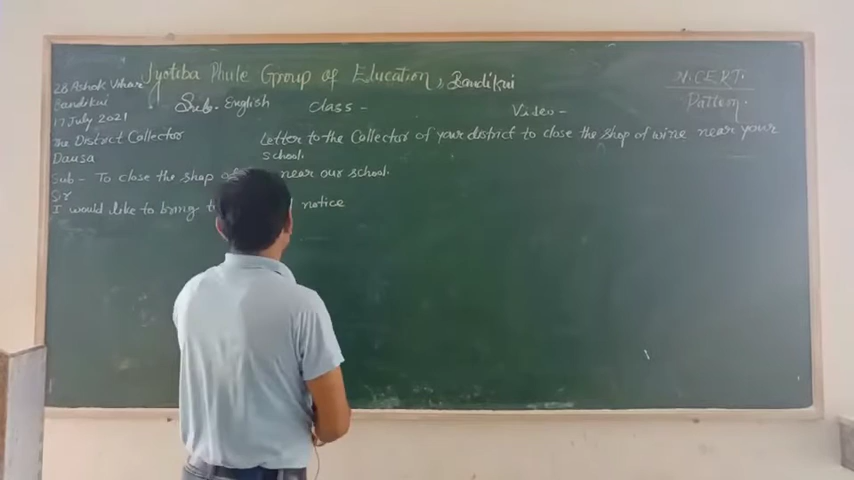 Jyotiba Phule Group of Education, Bandikui
N.C.E.R.T.
Pattern
Sub. English Class - Video -
Letter to the Collector of your district to close the shop of wine near your
school.
28 Ashok Vihar
Bandikui
17 July 2021
The District Collector
Dausa
Sub - To close the shop of near our school.
Sir
I would like to bring notice